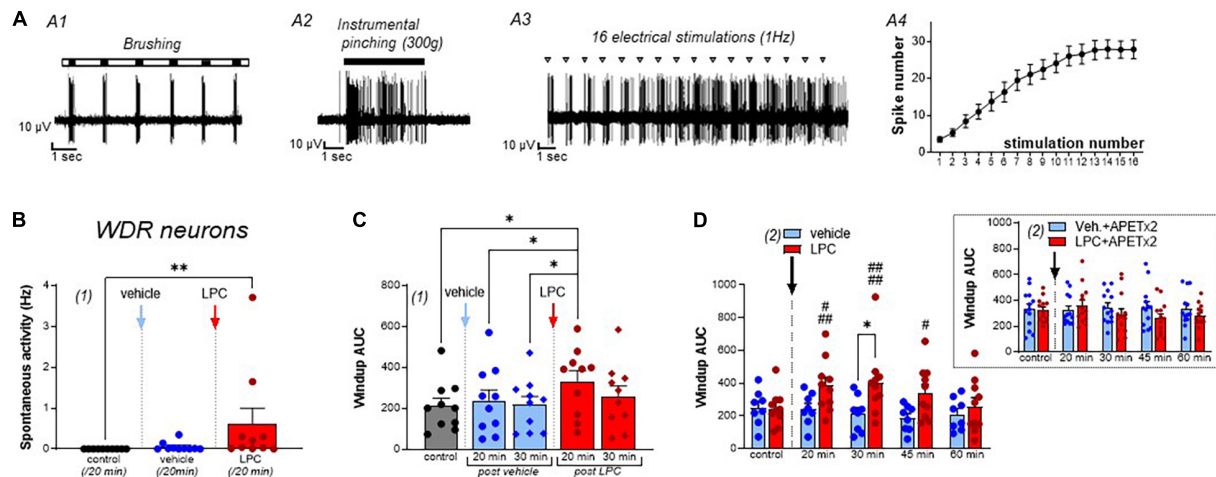 A
A1
Brushing
10 µV
1 sec
A2
Instrumental
pinching (300g)
10 µV
1 sec
A3
16 electrical stimulations (1Hz)
10 µV
1 sec
A4
Spike number
30
20
10
0
stimulation number
1 2 3 4 5 6 7 8 9 10 11 12 13 14 15 16
B
WDR neurons
Spontaneous activity (Hz)
5
4
3
2
1
0
**
(1)
vehicle
LPC
control
(/20 min)
vehicle
(/20min)
LPC
(/20 min)
C
Windup AUC
800
600
400
200
0
*
*
*
(1)
vehicle
LPC
control
20 min
30 min
20 min
30 min
post vehicle
post LPC
D
Windup AUC
1000
800
600
400
200
0
(2)
vehicle
LPC
#
##
##
##
*
#
control
20 min
30 min
45 min
60 min
Windup AUC
1000
800
600
400
200
0
(2)
Veh.+APETx2
LPC+APETx2
control
20 min
30 min
45 min
60 min